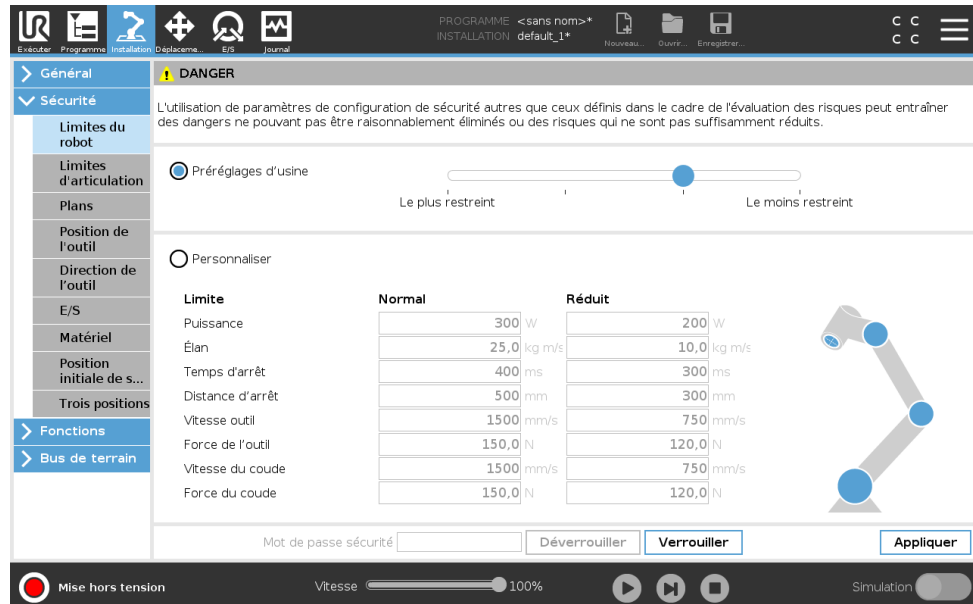 UR
Exécuter
Programme
Installation
Déplaceme...
E/S
Journal
PROGRAMME <sans nom>*
INSTALLATION default_1*
Nouveau...
Ouvrir...
Enregistrer...
C C
C C
Général
Sécurité
Limites du
robot
Limites
d'articulation
Plans
Position de
l'outil
Direction de
l'outil
E/S
Matériel
Position
initiale de s...
Trois positions
Fonctions
Bus de terrain
DANGER
L'utilisation de paramètres de configuration de sécurité autres que ceux définis dans le cadre de l'évaluation des risques peut entraîner
des dangers ne pouvant pas être raisonnablement éliminés ou des risques qui ne sont pas suffisamment réduits.
Préréglages d'usine
Le plus restreint
Le moins restreint
Personnaliser
Limite Normal Réduit
Puissance 300 W 200 W
Élan 25,0 kg m/s 10,0 kg m/s
Temps d'arrêt 400 ms 300 ms
Distance d'arrêt 500 mm 300 mm
Vitesse outil 1500 mm/s 750 mm/s
Force de l'outil 150,0 N 120,0 N
Vitesse du coude 1500 mm/s 750 mm/s
Force du coude 150,0 N 120,0 N
Mot de passe sécurité Déverrouiller Verrouiller Appliquer
Mise hors tension Vitesse 100% Simulation